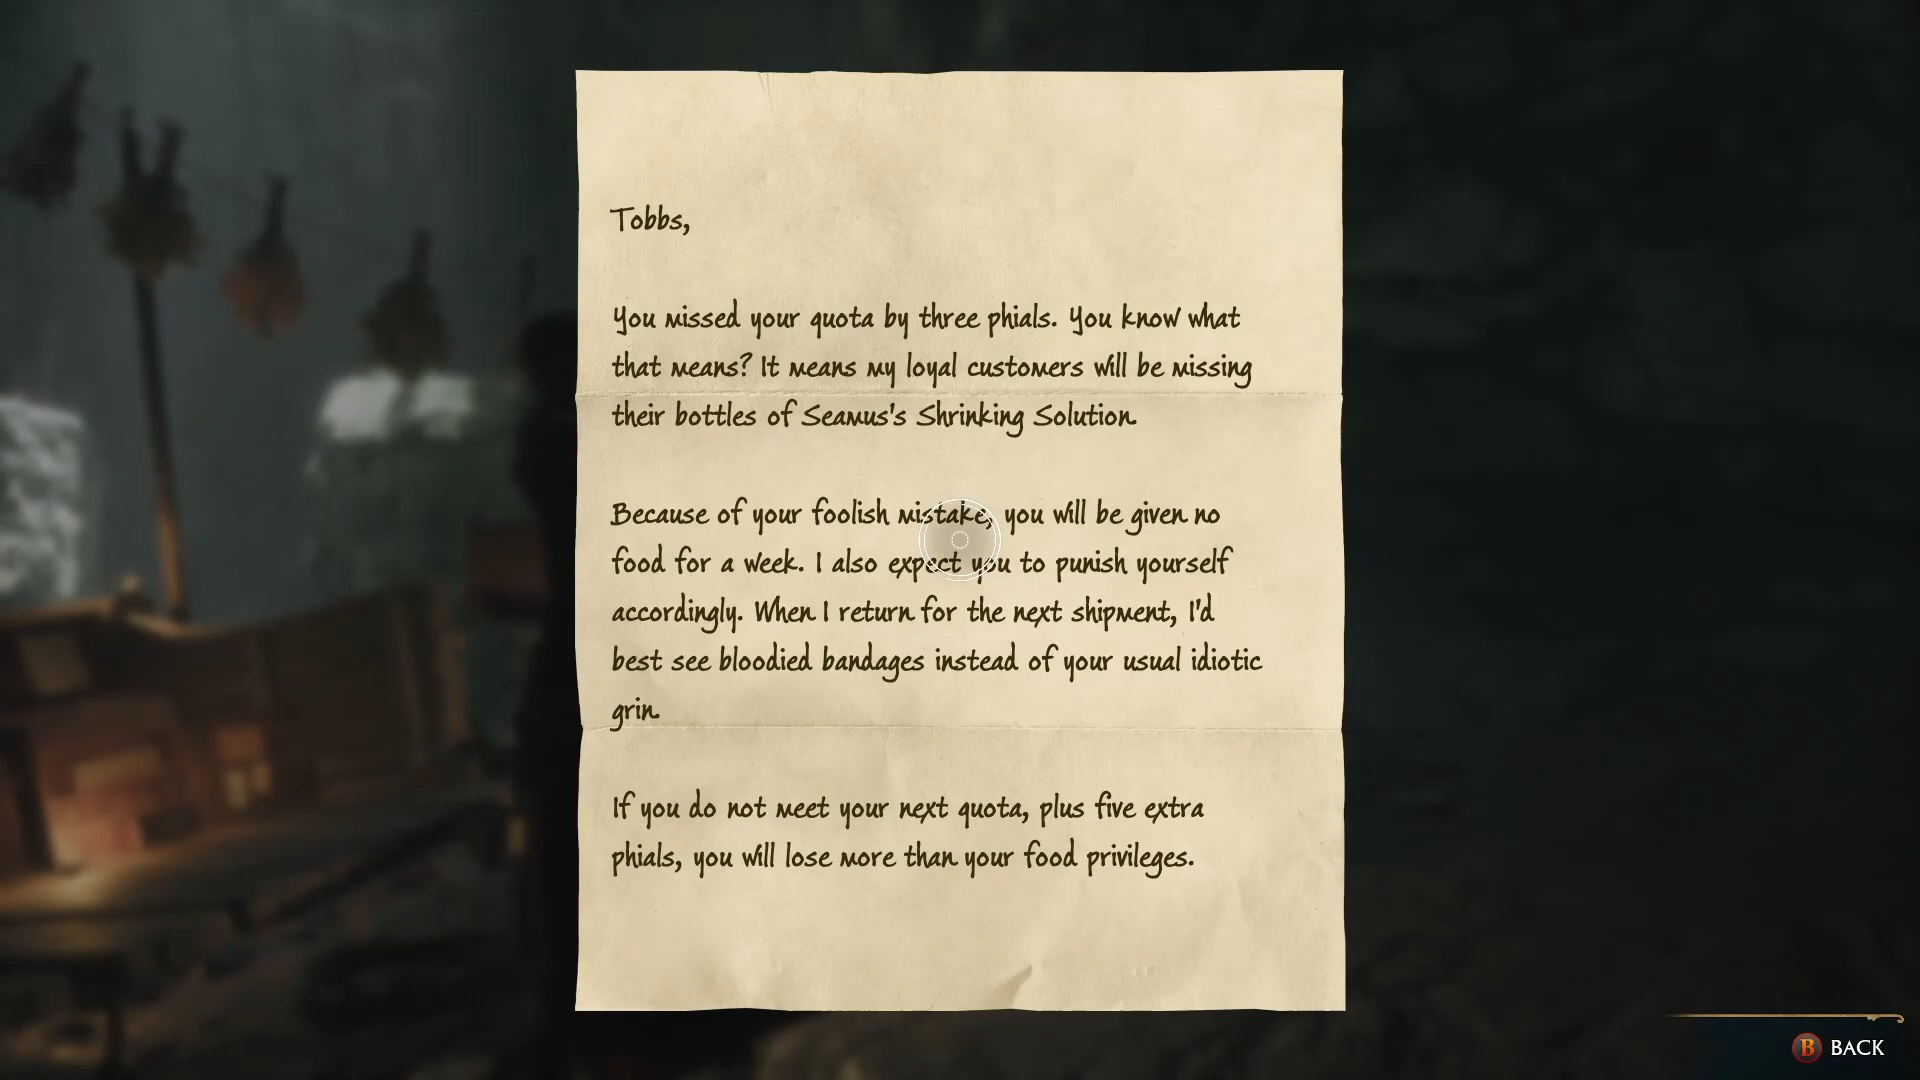 Tobbs,
You missed your quota by three phials. You know what
that means? It means my loyal customers will be missing
their bottles of Seamus's Shrinking Solution.
Because of your foolish mistake, you will be given no
food for a week. I also expect you to punish yourself
accordingly. When I return for the next shipment, I'd
best see bloodied bandages instead of your usual idiotic
grin.
If you do not meet your next quota, plus five extra
phials, you will lose more than your food privileges.
B BACK